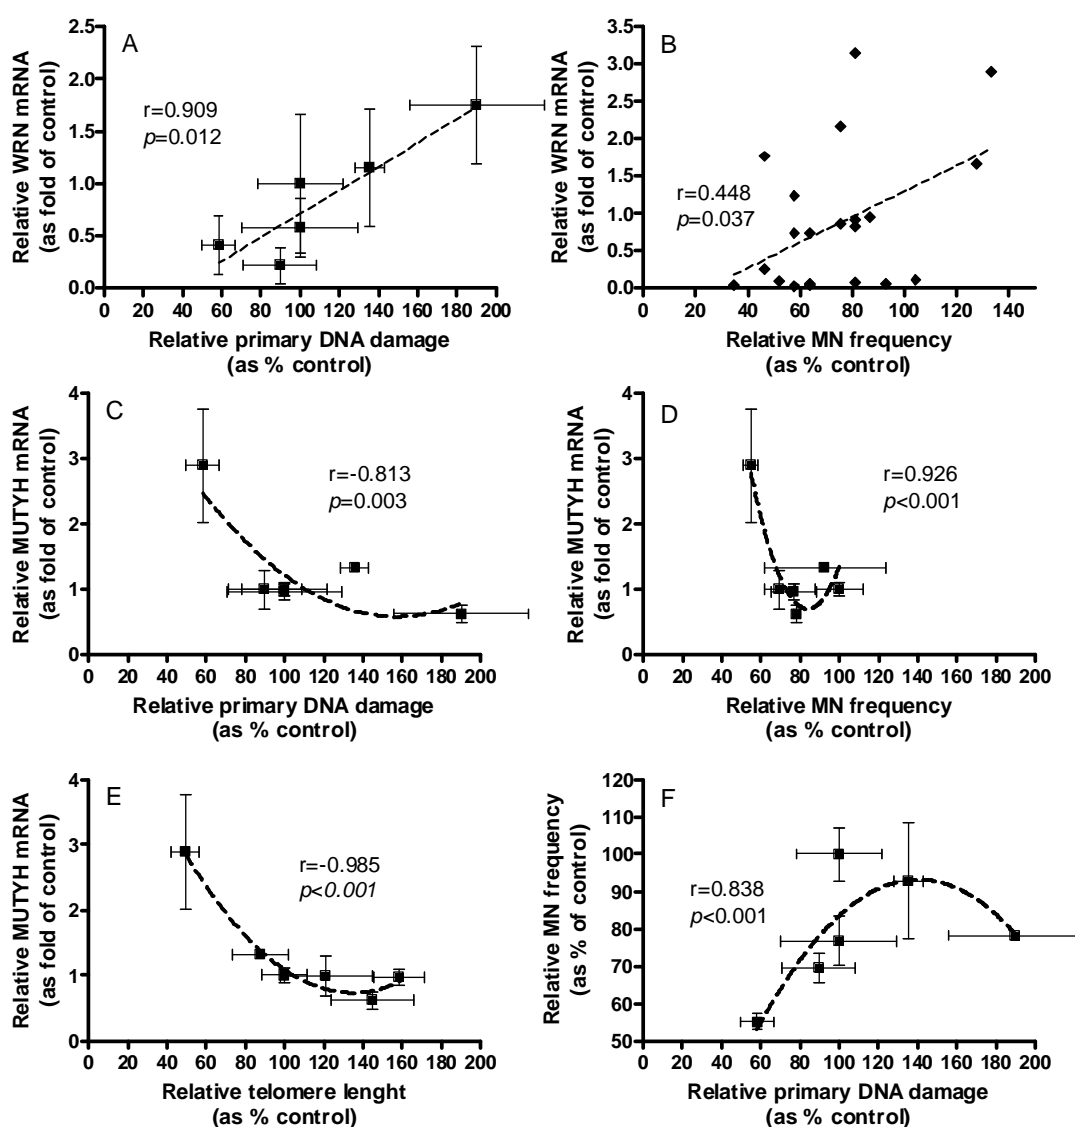 A
Relative WRN mRNA
(as fold of control)
2.5
2.0
1.5
1.0
0.5
0.0
r=0.909
p=0.012
0 20 40 60 80 100 120 140 160 180 200
Relative primary DNA damage
(as % control)
B
Relative WRN mRNA
(as fold of control)
3.5
3.0
2.5
2.0
1.5
1.0
0.5
0.0
r=0.448
p=0.037
0 20 40 60 80 100 120 140
Relative MN frequency
(as % control)
C
Relative MUTYH mRNA
(as fold of control)
4
3
2
1
0
r=-0.813
p=0.003
0 20 40 60 80 100 120 140 160 180 200
Relative primary DNA damage
(as % control)
D
Relative MUTYH mRNA
(as fold of control)
4
3
2
1
0
r=0.926
p<0.001
0 20 40 60 80 100 120 140 160 180 200
Relative MN frequency
(as % control)
E
Relative MUTYH mRNA
(as fold of control)
4
3
2
1
0
r=-0.985
p<0.001
0 20 40 60 80 100 120 140 160 180 200
Relative telomere lenght
(as % control)
F
Relative MN frequency
(as % of control)
120
110
100
90
80
70
60
50
r=0.838
p<0.001
0 20 40 60 80 100 120 140 160 180 200
Relative primary DNA damage
(as % control)